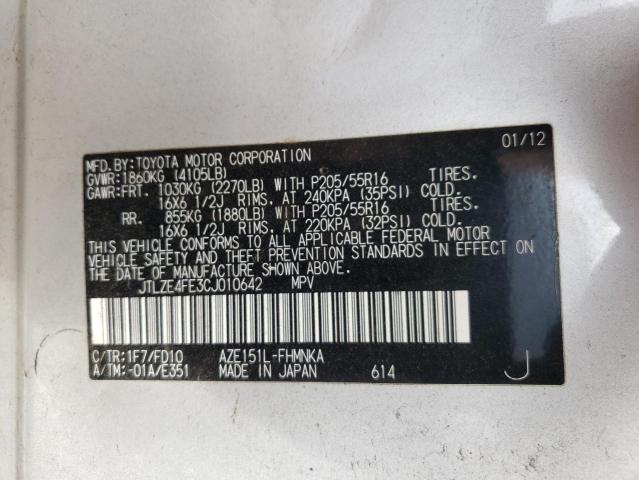 01/12
MFD.BY:TOYOTA MOTOR CORPORATION
GVWR:1860KG (4105LB)
GAWR:FRT. 1030KG (2270LB) WITH P205/55R16 TIRES.
16X6 1/2J RIMS, AT 240KPA (35PSI) COLD.
RR. 855KG (1880LB) WITH P205/55R16 TIRES.
16X6 1/2J RIMS, AT 220KPA (32PSI) COLD.
THIS VEHICLE CONFORMS TO ALL APPLICABLE FEDERAL MOTOR
VEHICLE SAFETY AND THEFT PREVENTION STANDARDS IN EFFECT ON
THE DATE OF MANUFACTURE SHOWN ABOVE.
JTLZE4FE3CJ010642 MPV
C/TR:1F7/FD10 AZE151L-FHMNKA
A/TM:-01A/E351 MADE IN JAPAN 614 J